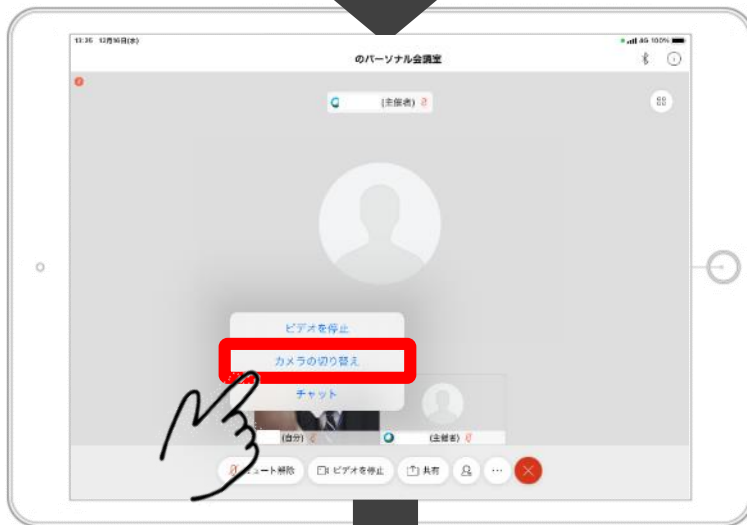 13:36 12月16日(水)
4G 100%
のパーソナル会議室
(主催者)
ビデオを停止
カメラの切り替え
チャット
(自分)
(主催者)
ミュート解除
ビデオを停止
共有